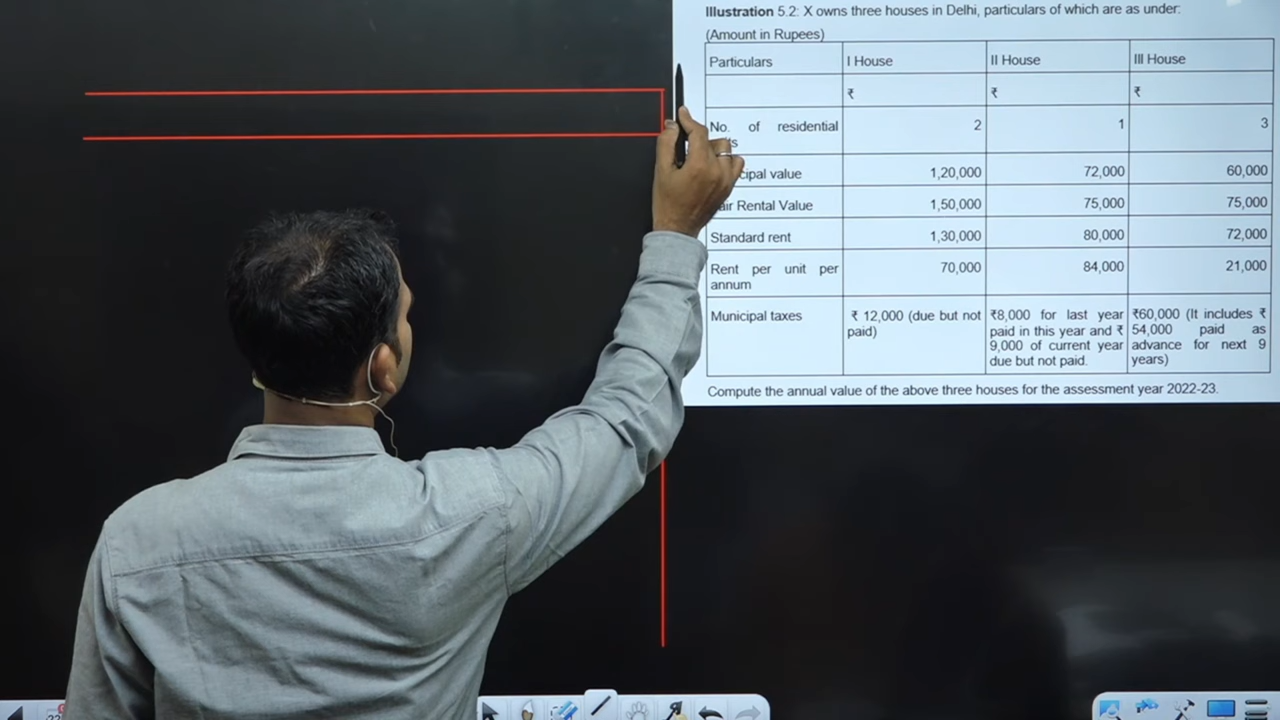 Illustration 5.2: X owns three houses in Delhi, particulars of which are as under:
(Amount in Rupees)
Particulars I House II House III House
₹ ₹ ₹
No. of residential 2 1 3
value 1,20,000 72,000 60,000
Rental Value 1,50,000 75,000 75,000
Standard rent 1,30,000 80,000 72,000
Rent per unit per annum 70,000 84,000 21,000
Municipal taxes
₹ 12,000 (due but not
paid)
₹8,000 for last year
paid in this year and ₹
9,000 of current year
due but not paid.
₹60,000 (It includes ₹
54,000 paid as
advance for next 9
years)
Compute the annual value of the above three houses for the assessment year 2022-23.